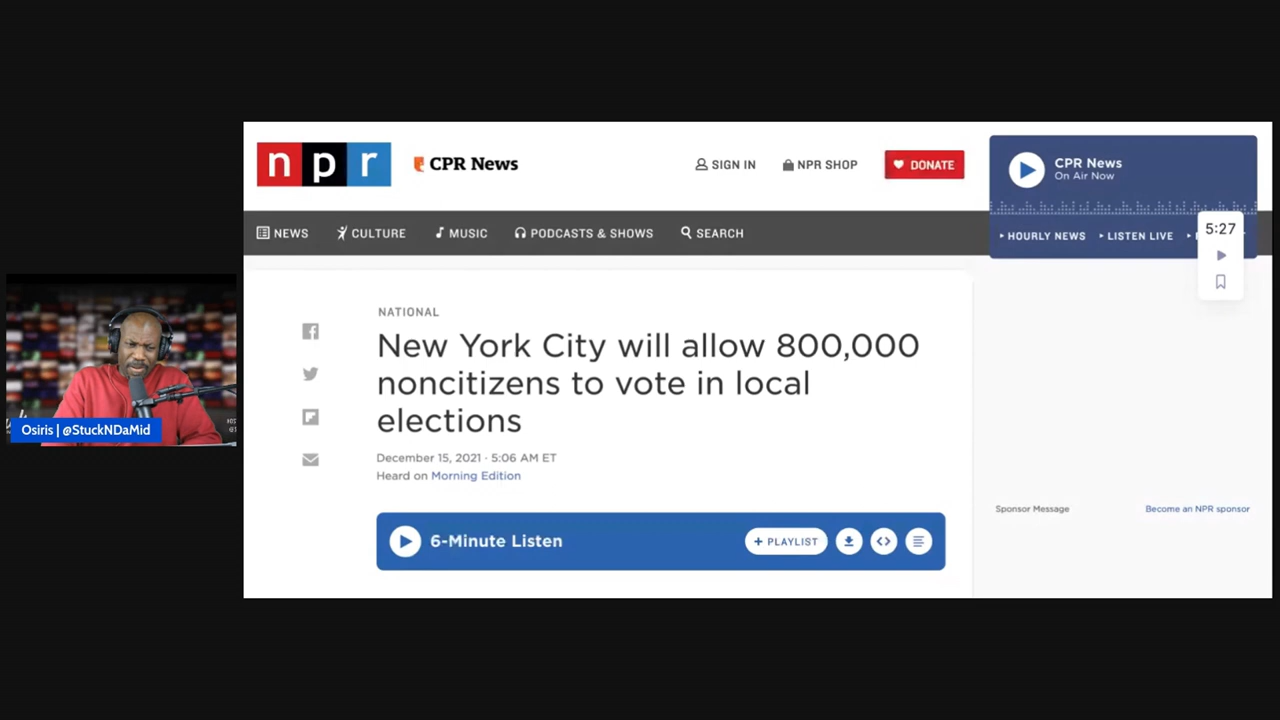 npr
CPR News
SIGN IN
NPR SHOP
DONATE
CPR News
On Air Now
NEWS
CULTURE
MUSIC
PODCASTS & SHOWS
SEARCH
HOURLY NEWS
LISTEN LIVE
5:27
NATIONAL
New York City will allow 800,000
noncitizens to vote in local
elections
December 15, 2021 · 5:06 AM ET
Heard on Morning Edition
6-Minute Listen
+ PLAYLIST
Sponsor Message
Become an NPR sponsor
Osiris | @StuckNDaMid